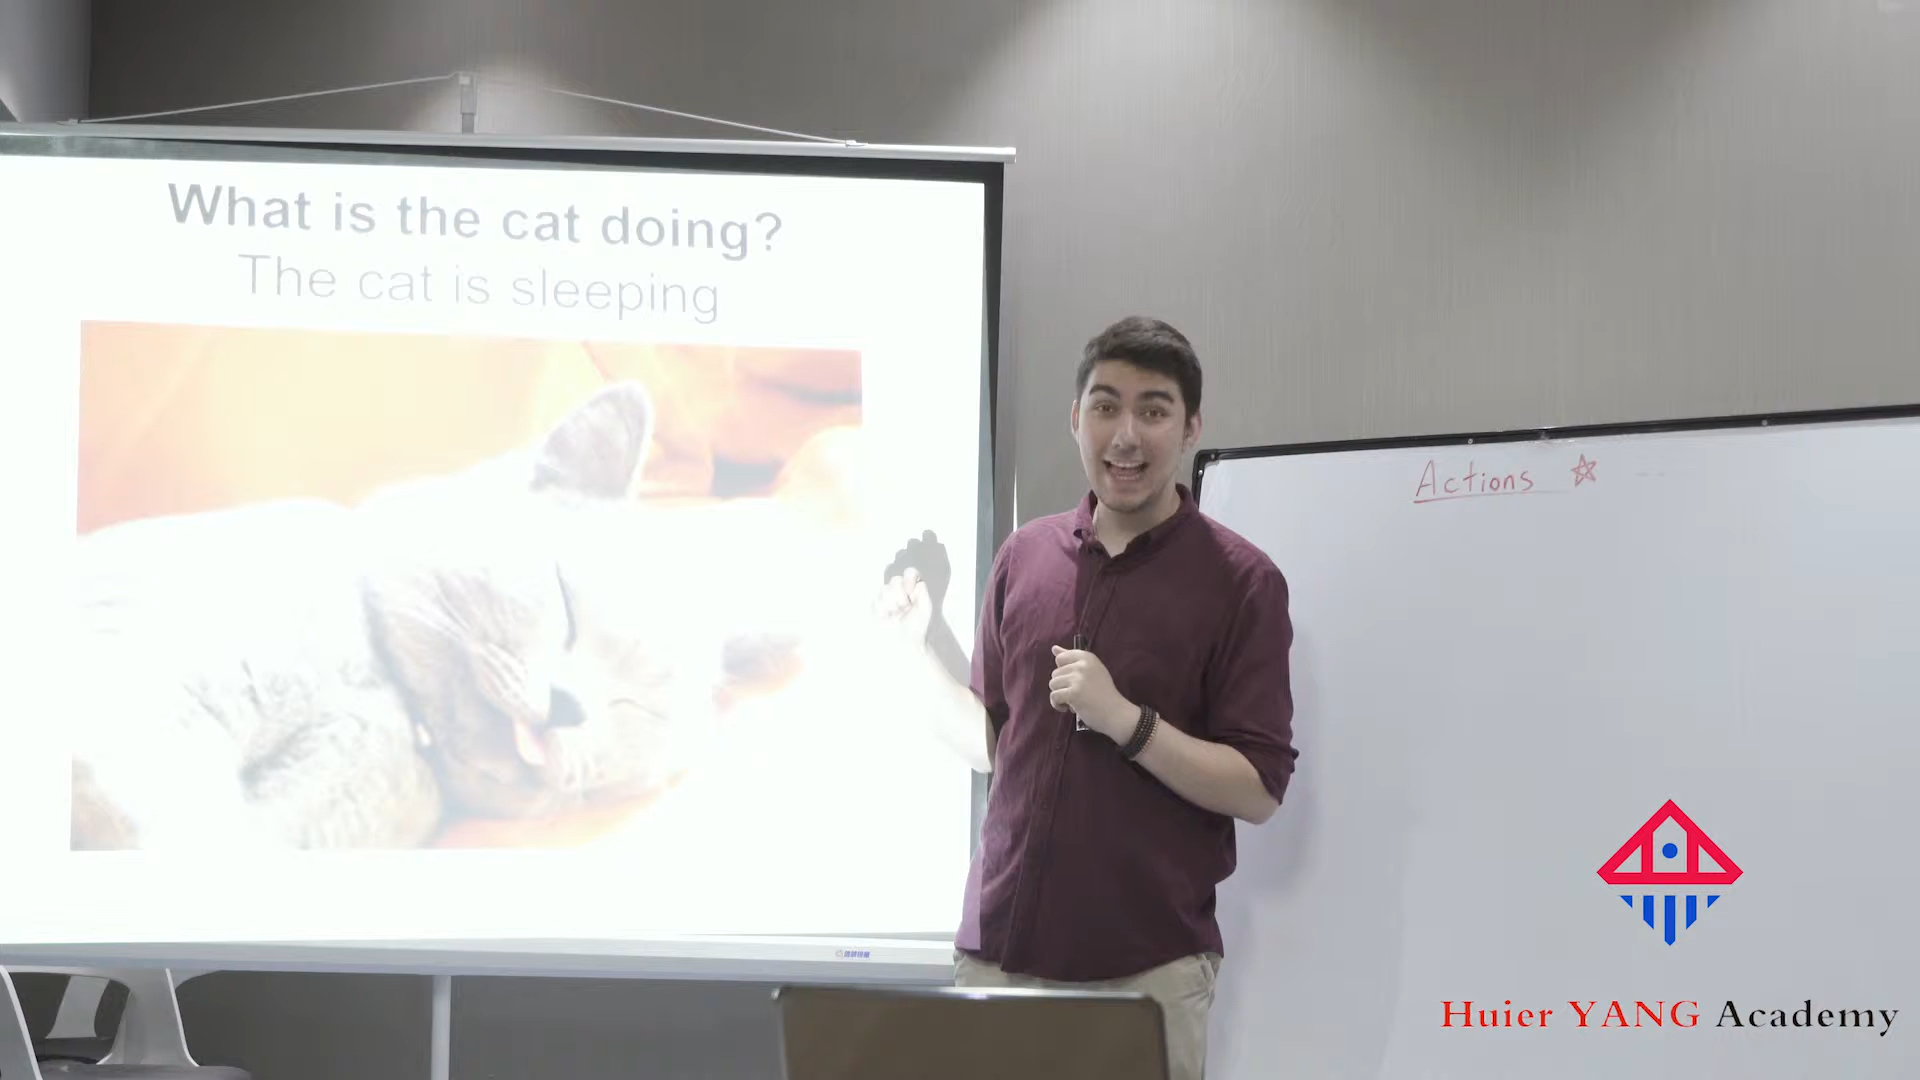 What is the cat doing?
The cat is sleeping
Actions
Huier YANG Academy